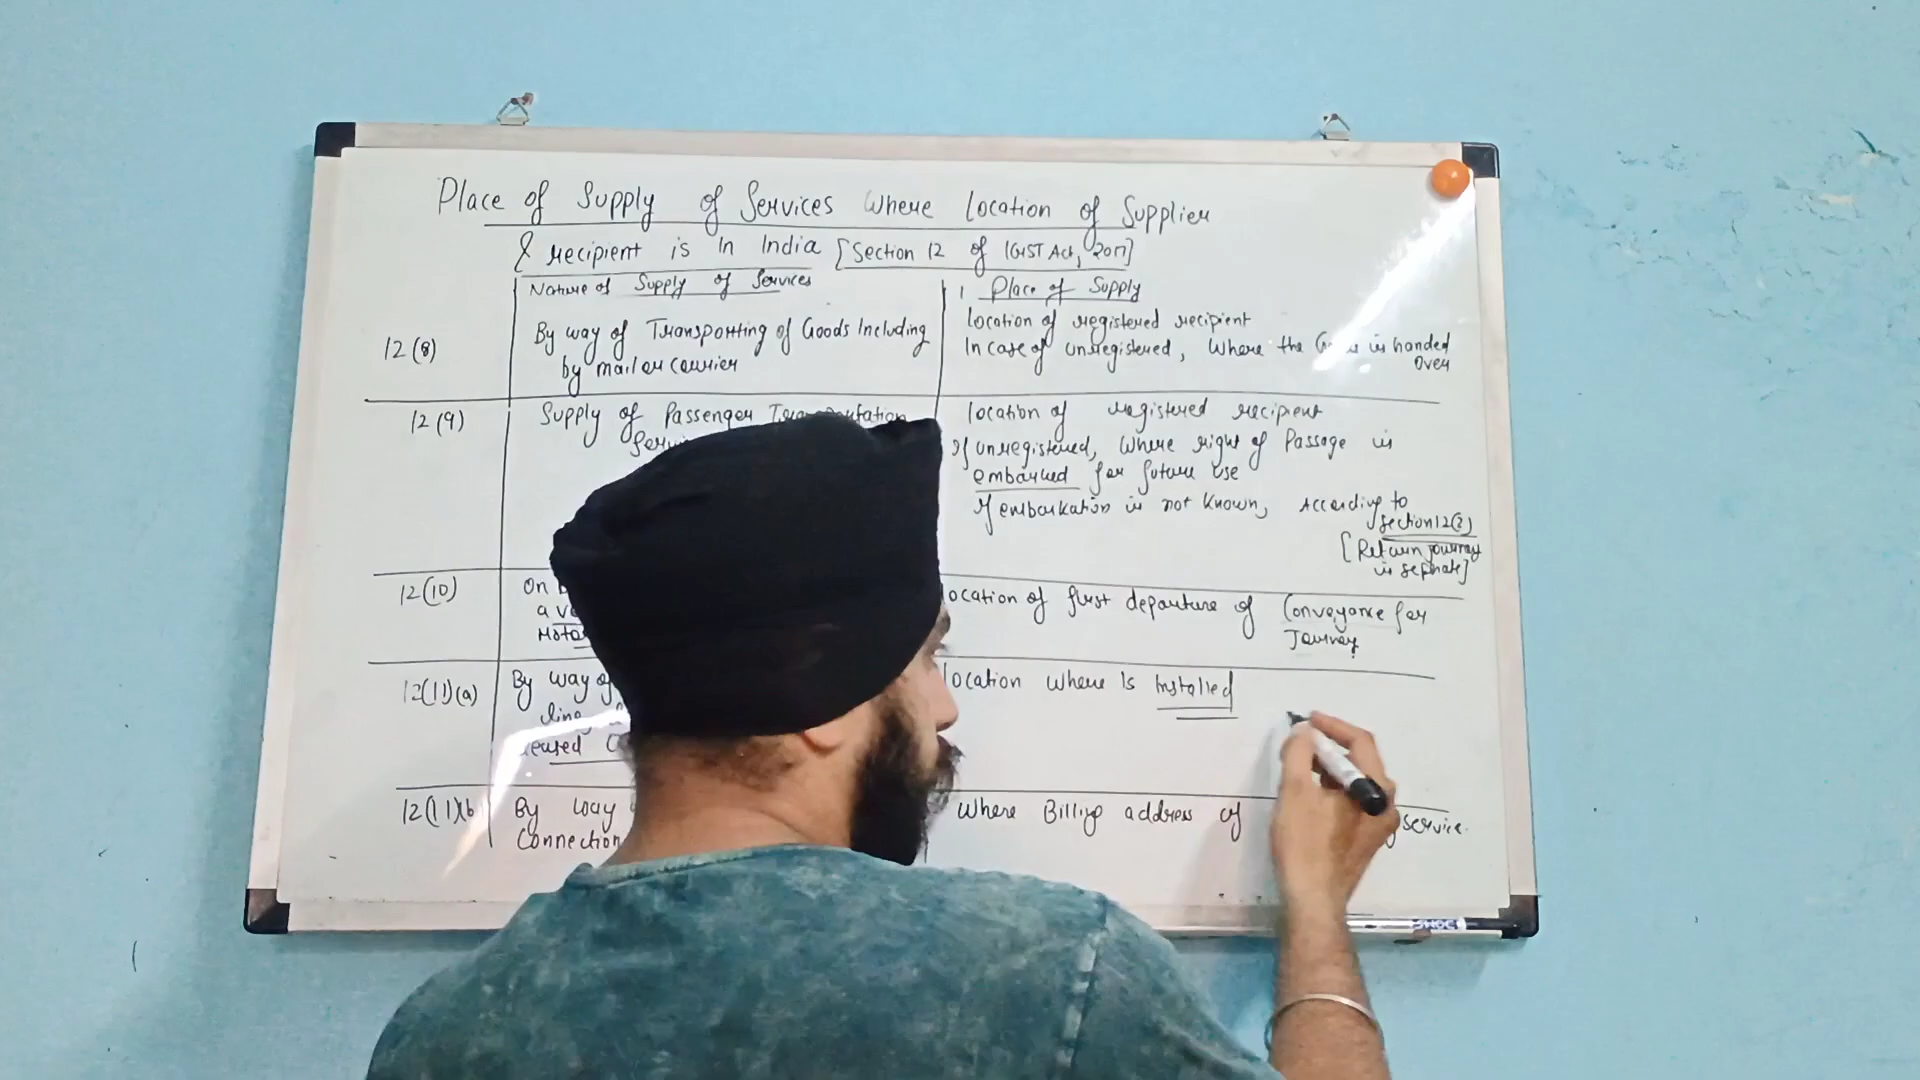 Place of Supply of Services Where Location of Supplier
& recipient is in India [Section 12 of IGST Act, 2017]
Nature of Supply of Services
Place of Supply
12(8)
By way of Transporting of Goods Including
by mail or courier
location of registered recipient
In case of unregistered, Where the is handed
over
12(9)
Supply of Passenger
location of registered recipient
If unregistered, Where right of Passage is
embarked for future use
If embarkation is not known, According to
Section 12(2)
[Return journey
is seprate]
12(10)
On
a
location of first departure of Conveyance for
Journey
12(11)(a)
By way of
line
leased
location where is installed
12(11)(b)
By way
Connection
Where Billing address of service.
DOMS